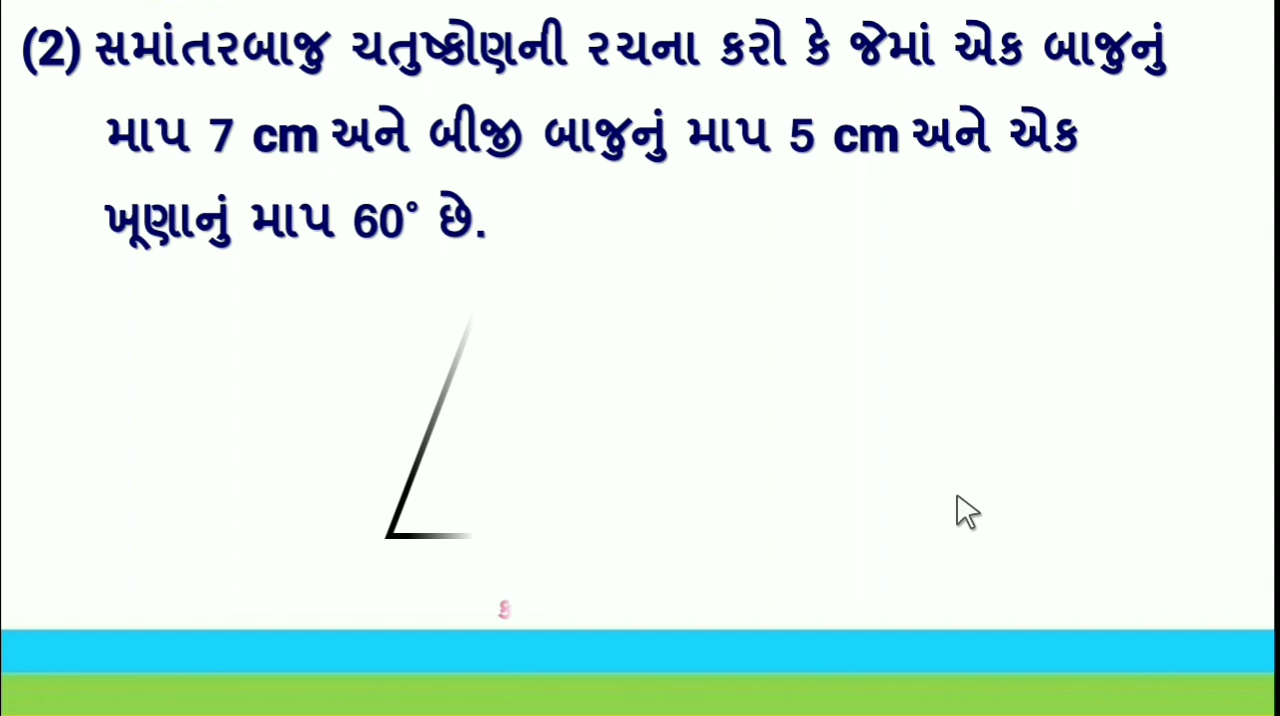 (2) સમાંતરબાજુ ચતુષ્કોણની રચના કરો કે જેમાં એક બાજુનું
માપ 7 cm અને બીજી બાજુનું માપ 5 cm અને એક
ખૂણાનું માપ 60° છે.
ક